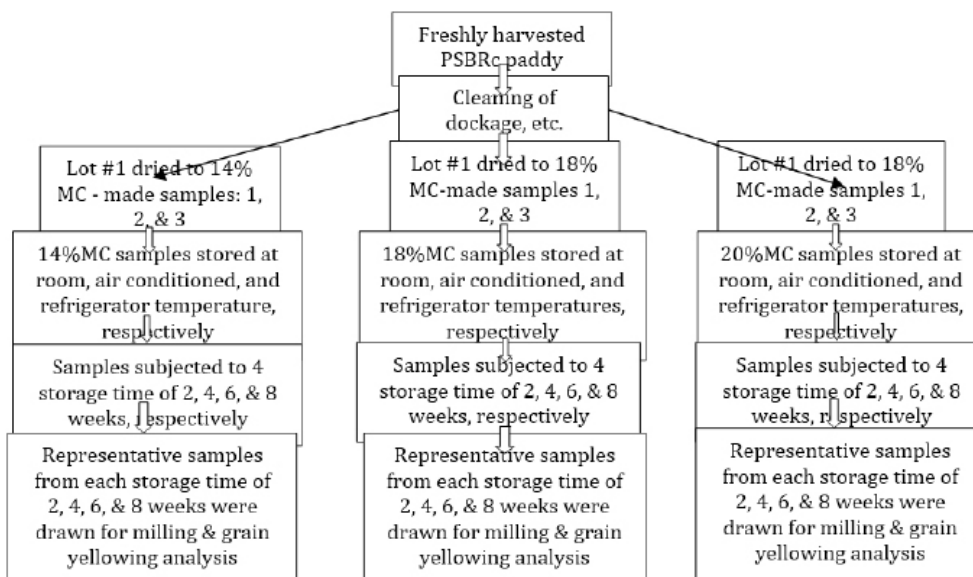 Freshly harvested
PSBRc paddy
Cleaning of
dockage, etc.
Lot #1 dried to 14%
MC - made samples: 1,
2, & 3
14%MC samples stored at
room, air conditioned, and
refrigerator temperature,
respectively
Samples subjected to 4
storage time of 2, 4, 6, & 8
weeks, respectively
Representative samples
from each storage time of
2, 4, 6, & 8 weeks were
drawn for milling & grain
yellowing analysis
Lot #1 dried to 18%
MC-made samples 1,
2, & 3
18%MC samples stored at
room, air conditioned, and
refrigerator temperatures,
respectively
Samples subjected to 4
storage time of 2, 4, 6, & 8
weeks, respectively
Representative samples
from each storage time of
2, 4, 6, & 8 weeks were
drawn for milling & grain
yellowing analysis
Lot #1 dried to 18%
MC-made samples 1,
2, & 3
20%MC samples stored at
room, air conditioned, and
refrigerator temperatures,
respectively
Samples subjected to 4
storage time of 2, 4, 6, & 8
weeks, respectively
Representative samples
from each storage time of
2, 4, 6, & 8 weeks were
drawn for milling & grain
yellowing analysis